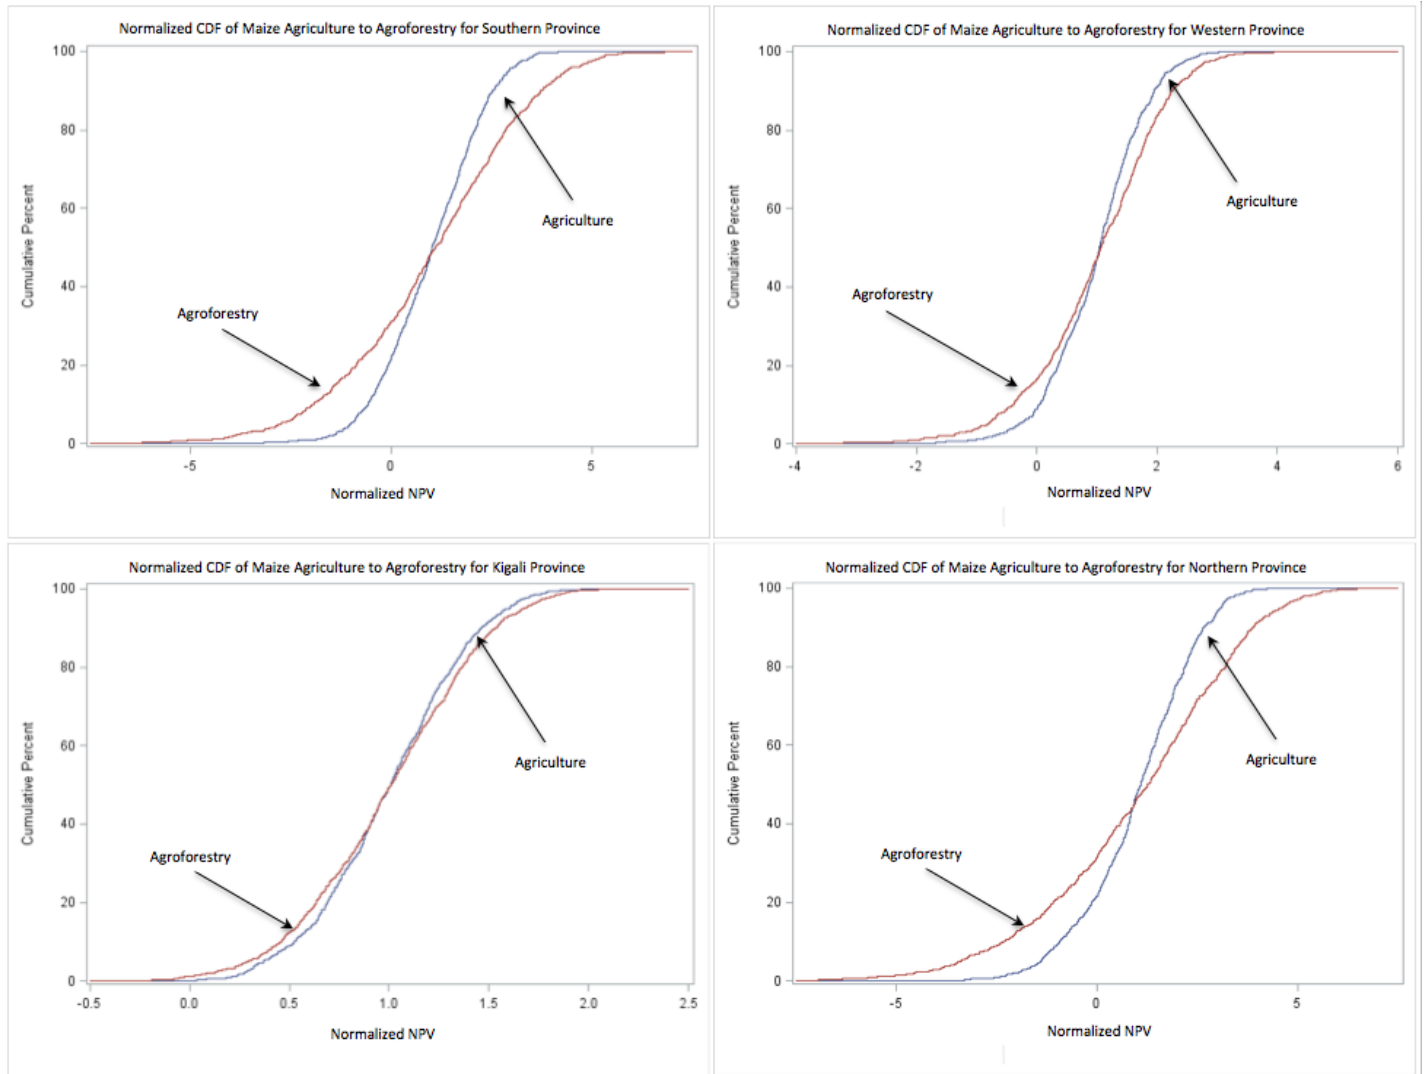 Normalized CDF of Maize Agriculture to Agroforestry for Southern Province
100
80
60
40
20
0
Cumulative Percent
Agroforestry
Agriculture
-5
0
5
Normalized NPV
Normalized CDF of Maize Agriculture to Agroforestry for Western Province
100
80
60
40
20
0
Cumulative Percent
Agroforestry
Agriculture
-4
-2
0
2
4
6
Normalized NPV
Normalized CDF of Maize Agriculture to Agroforestry for Kigali Province
100
80
60
40
20
0
Cumulative Percent
Agroforestry
Agriculture
-0.5
0.0
0.5
1.0
1.5
2.0
2.5
Normalized NPV
Normalized CDF of Maize Agriculture to Agroforestry for Northern Province
100
80
60
40
20
0
Cumulative Percent
Agroforestry
Agriculture
-5
0
5
Normalized NPV